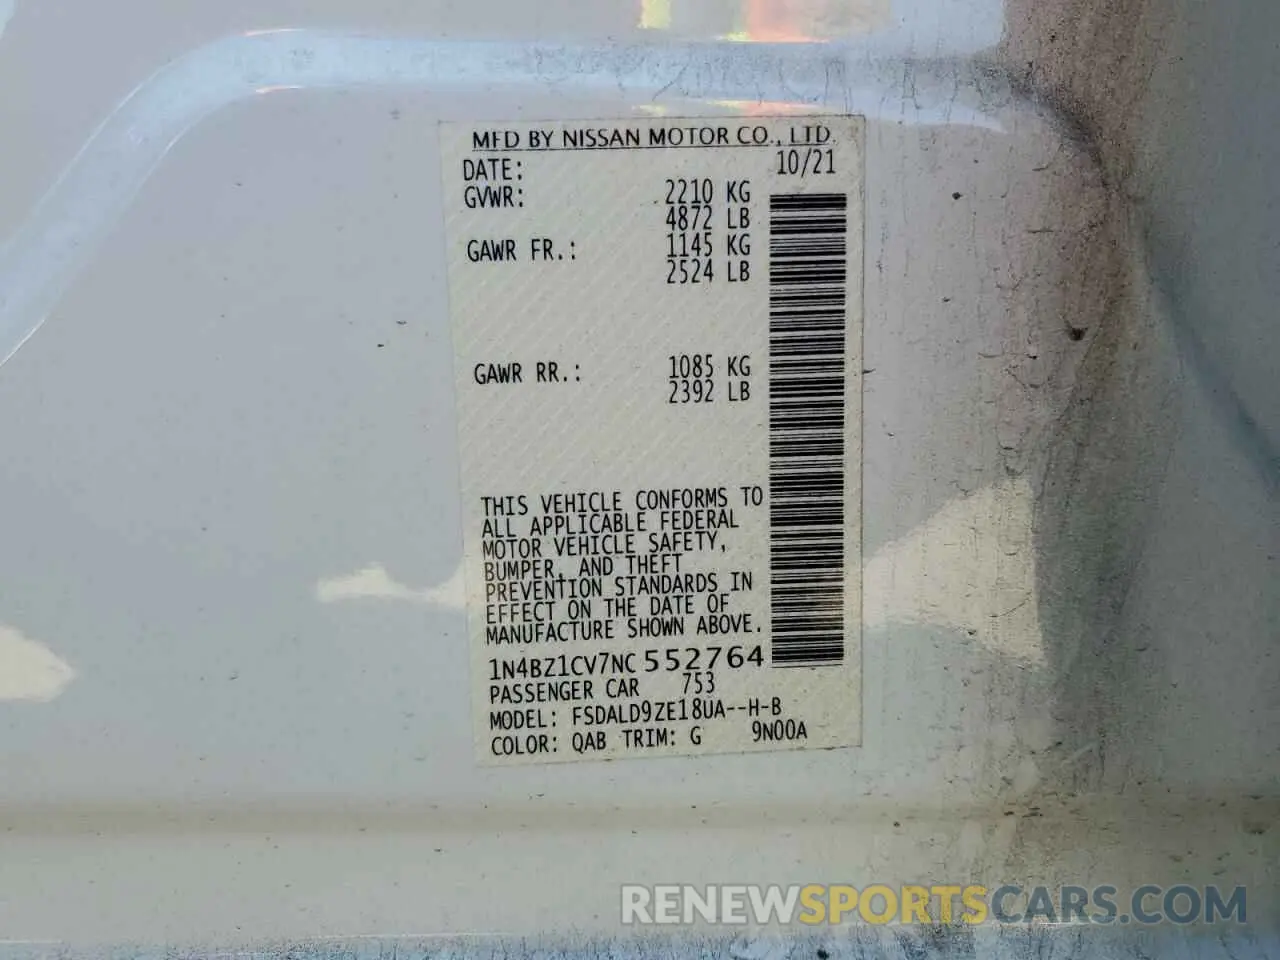 MFD BY NISSAN MOTOR CO., LTD.
DATE: 10/21
GVWR: 2210 KG
4872 LB
GAWR FR.: 1145 KG
2524 LB
GAWR RR.: 1085 KG
2392 LB
THIS VEHICLE CONFORMS TO
ALL APPLICABLE FEDERAL
MOTOR VEHICLE SAFETY,
BUMPER, AND THEFT
PREVENTION STANDARDS IN
EFFECT ON THE DATE OF
MANUFACTURE SHOWN ABOVE.
1N4BZ1CV7NC552764
PASSENGER CAR 753
MODEL: FSDALD9ZE18UA--H-B
COLOR: QAB TRIM: G 9N00A
RENEWSPORTSCARS.COM